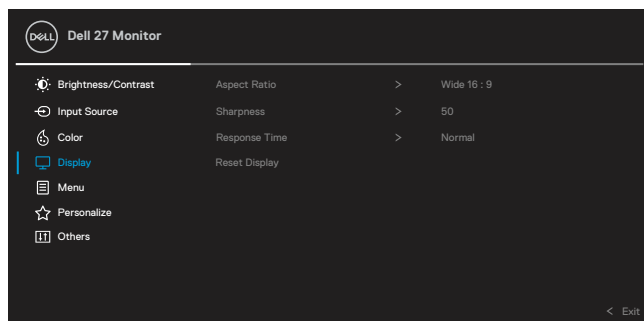 DELL Dell 27 Monitor
Brightness/Contrast Aspect Ratio > Wide 16 : 9
Input Source Sharpness > 50
Color Response Time > Normal
Display Reset Display
Menu
Personalize
Others
< Exit